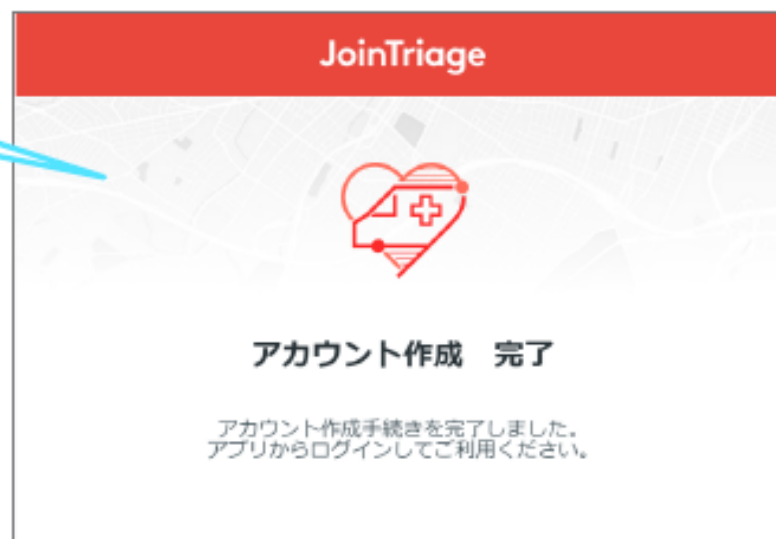 JoinTriage
アカウント作成　完了
アカウント作成手続きを完了しました。
アプリからログインしてご利用ください。